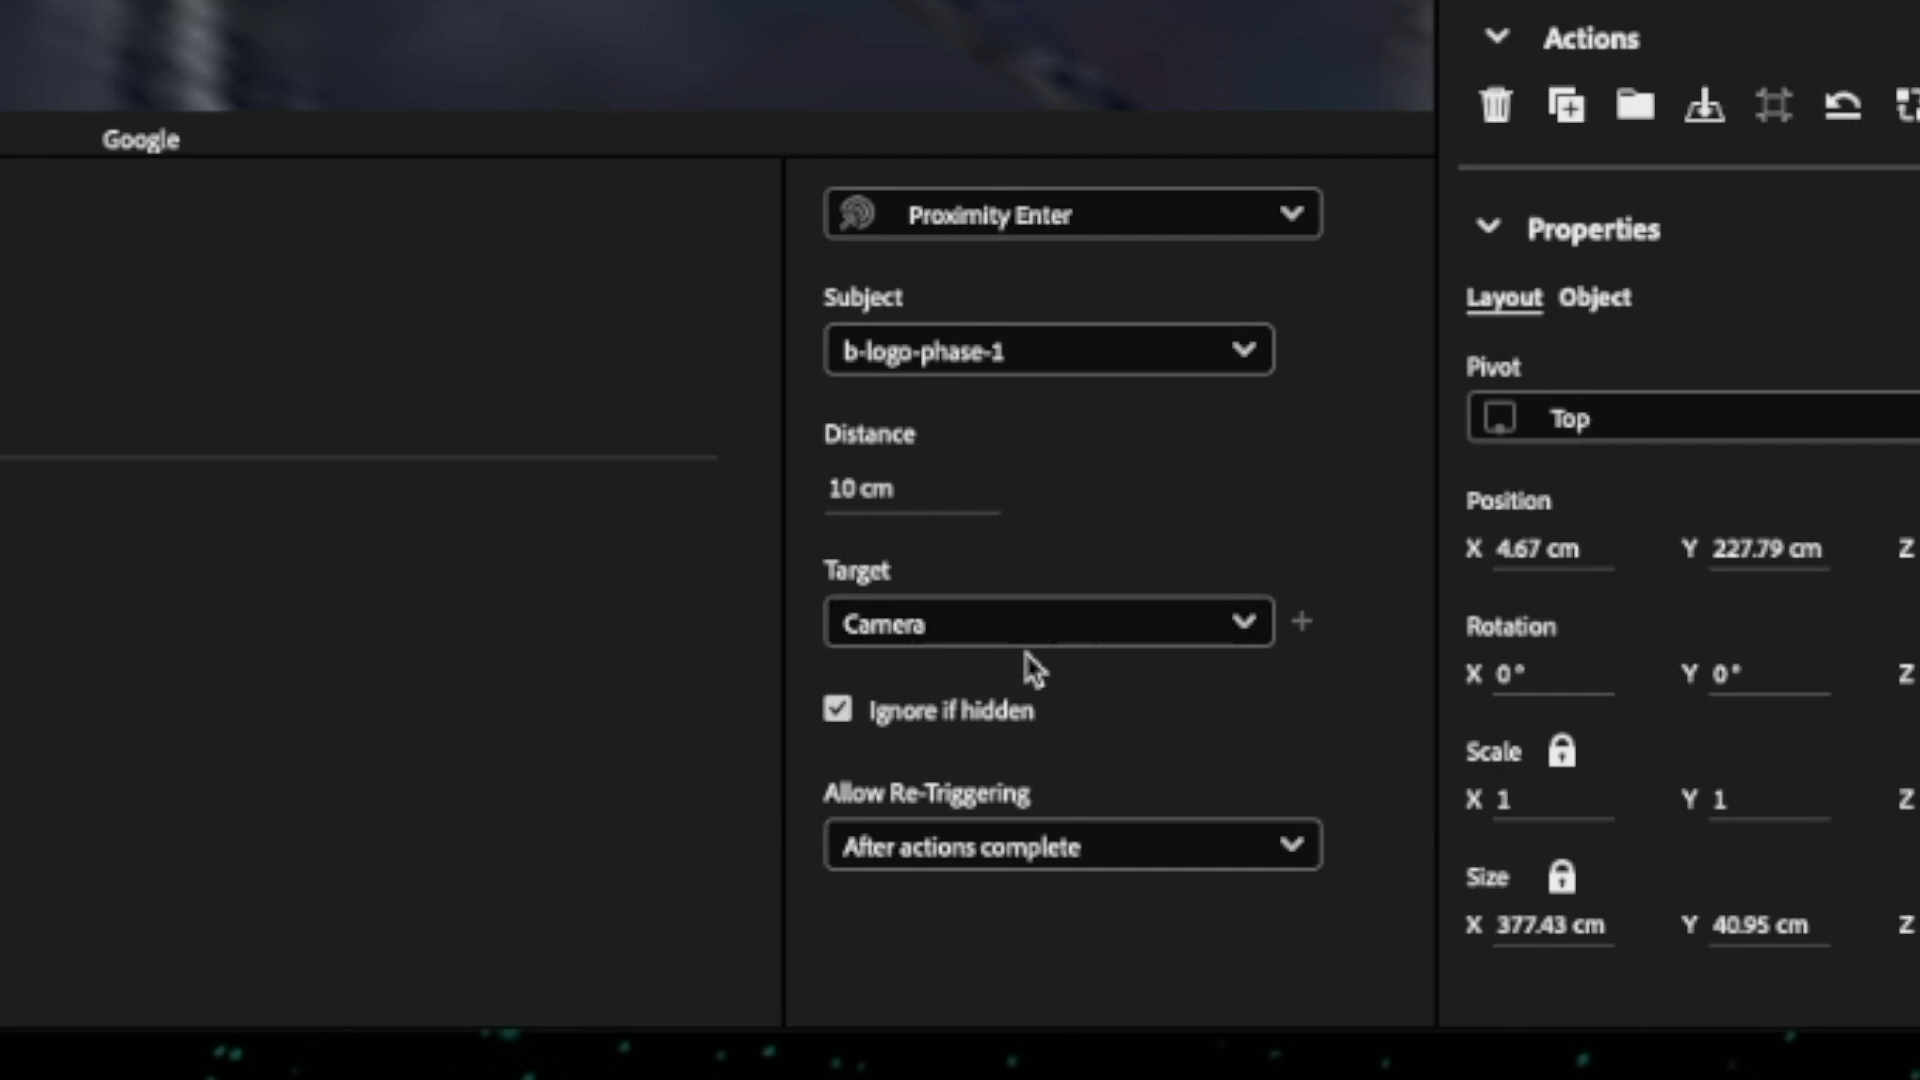 Google
Proximity Enter
Subject
b-logo-phase-1
Distance
10 cm
Target
Camera
Ignore if hidden
Allow Re-Triggering
After actions complete
Actions
Properties
Layout Object
Pivot
Top
Position
X 4.67 cm Y 227.79 cm Z
Rotation
X 0° Y 0° Z
Scale
X 1 Y 1 Z
Size
X 377.43 cm Y 40.95 cm Z